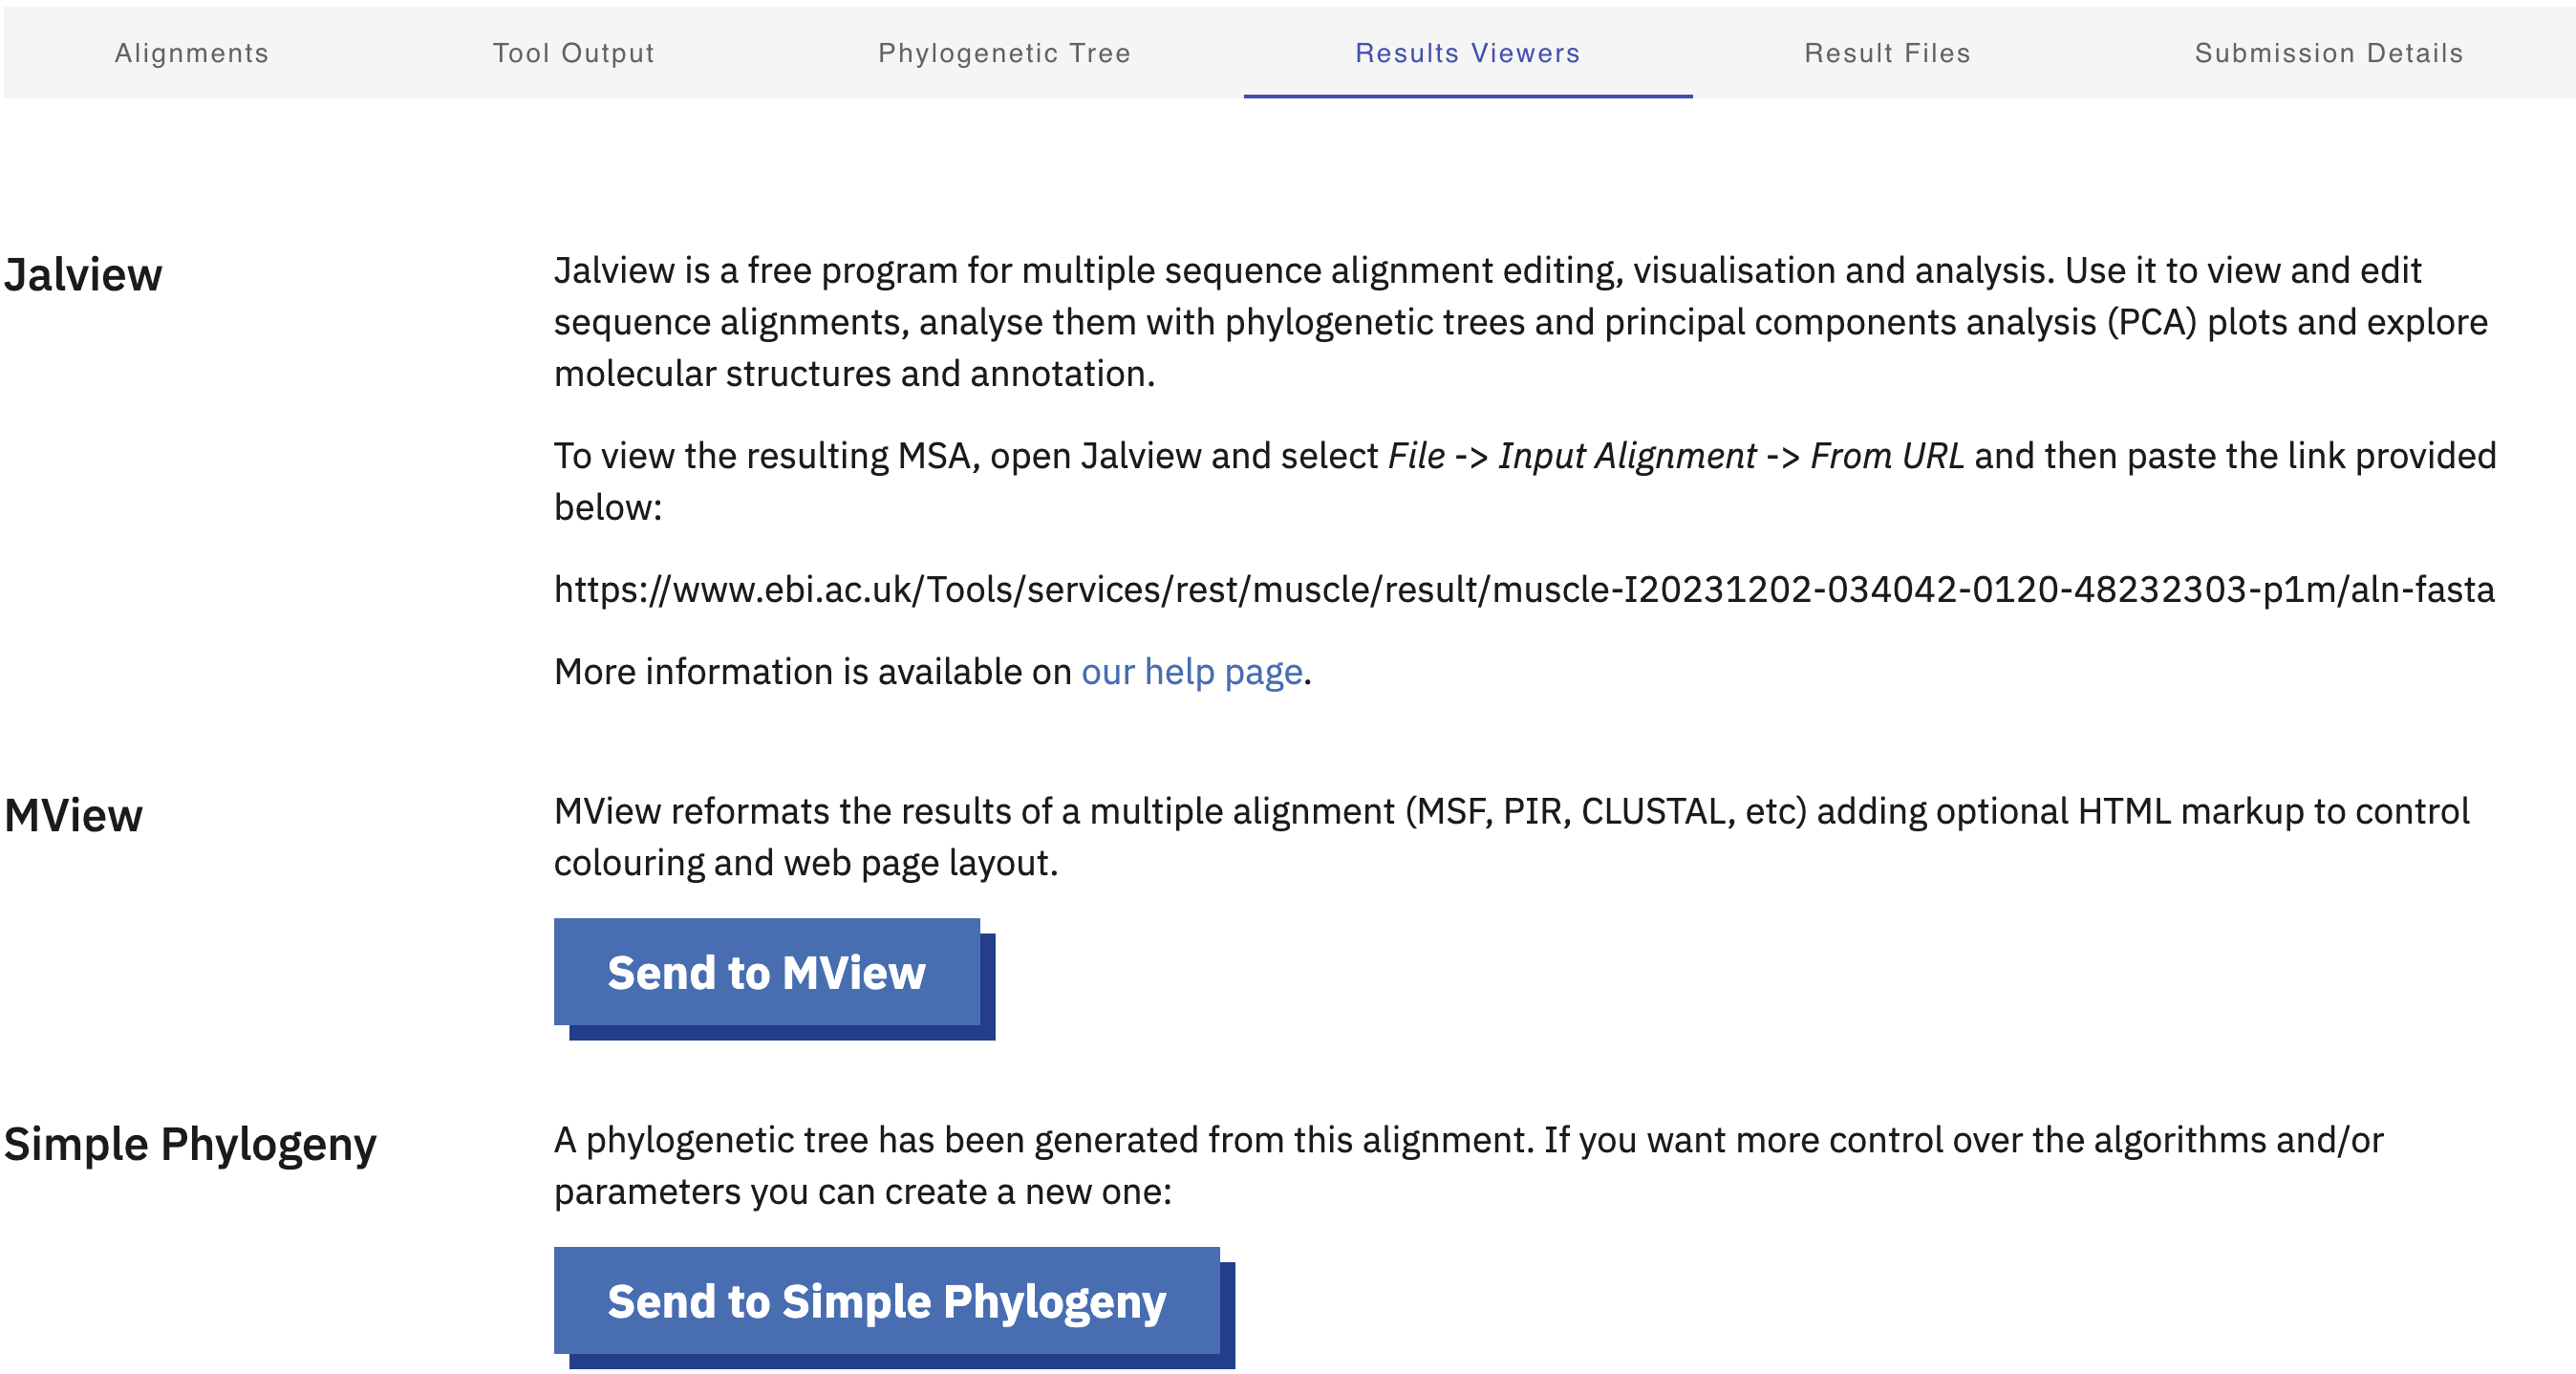 Alignments Tool Output Phylogenetic Tree Results Viewers Result Files Submission Details
Jalview
Jalview is a free program for multiple sequence alignment editing, visualisation and analysis. Use it to view and edit
sequence alignments, analyse them with phylogenetic trees and principal components analysis (PCA) plots and explore
molecular structures and annotation.
To view the resulting MSA, open Jalview and select File -> Input Alignment -> From URL and then paste the link provided
below:
https://www.ebi.ac.uk/Tools/services/rest/muscle/result/muscle-I20231202-034042-0120-48232303-p1m/aln-fasta
More information is available on our help page.
MView
MView reformats the results of a multiple alignment (MSF, PIR, CLUSTAL, etc) adding optional HTML markup to control
colouring and web page layout.
Send to MView
Simple Phylogeny
A phylogenetic tree has been generated from this alignment. If you want more control over the algorithms and/or
parameters you can create a new one:
Send to Simple Phylogeny